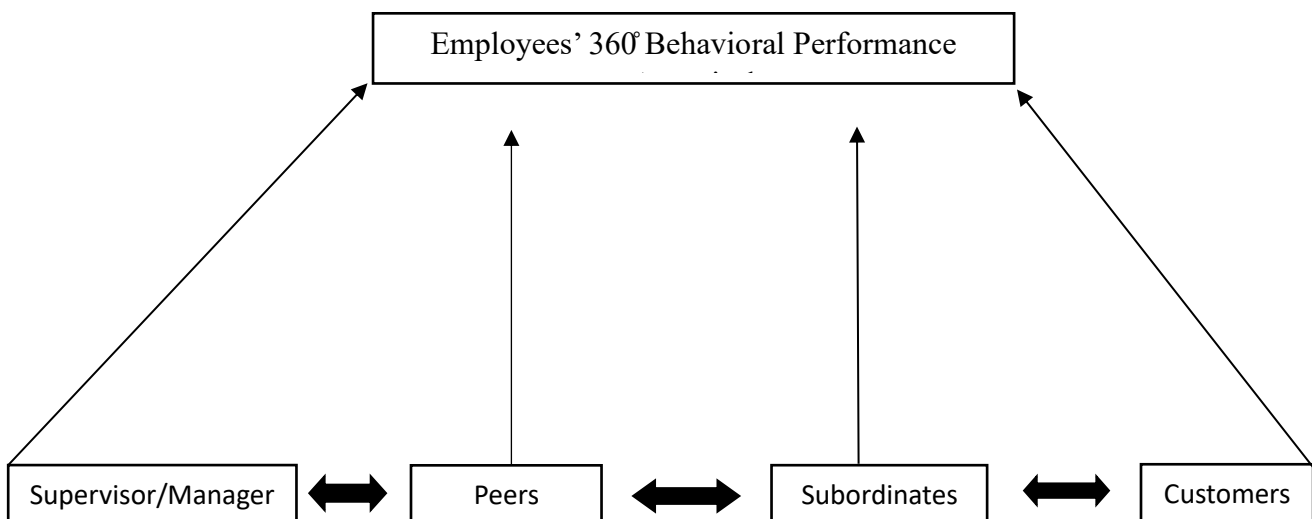 Employees’ 360° Behavioral Performance
Supervisor/Manager
Peers
Subordinates
Customers